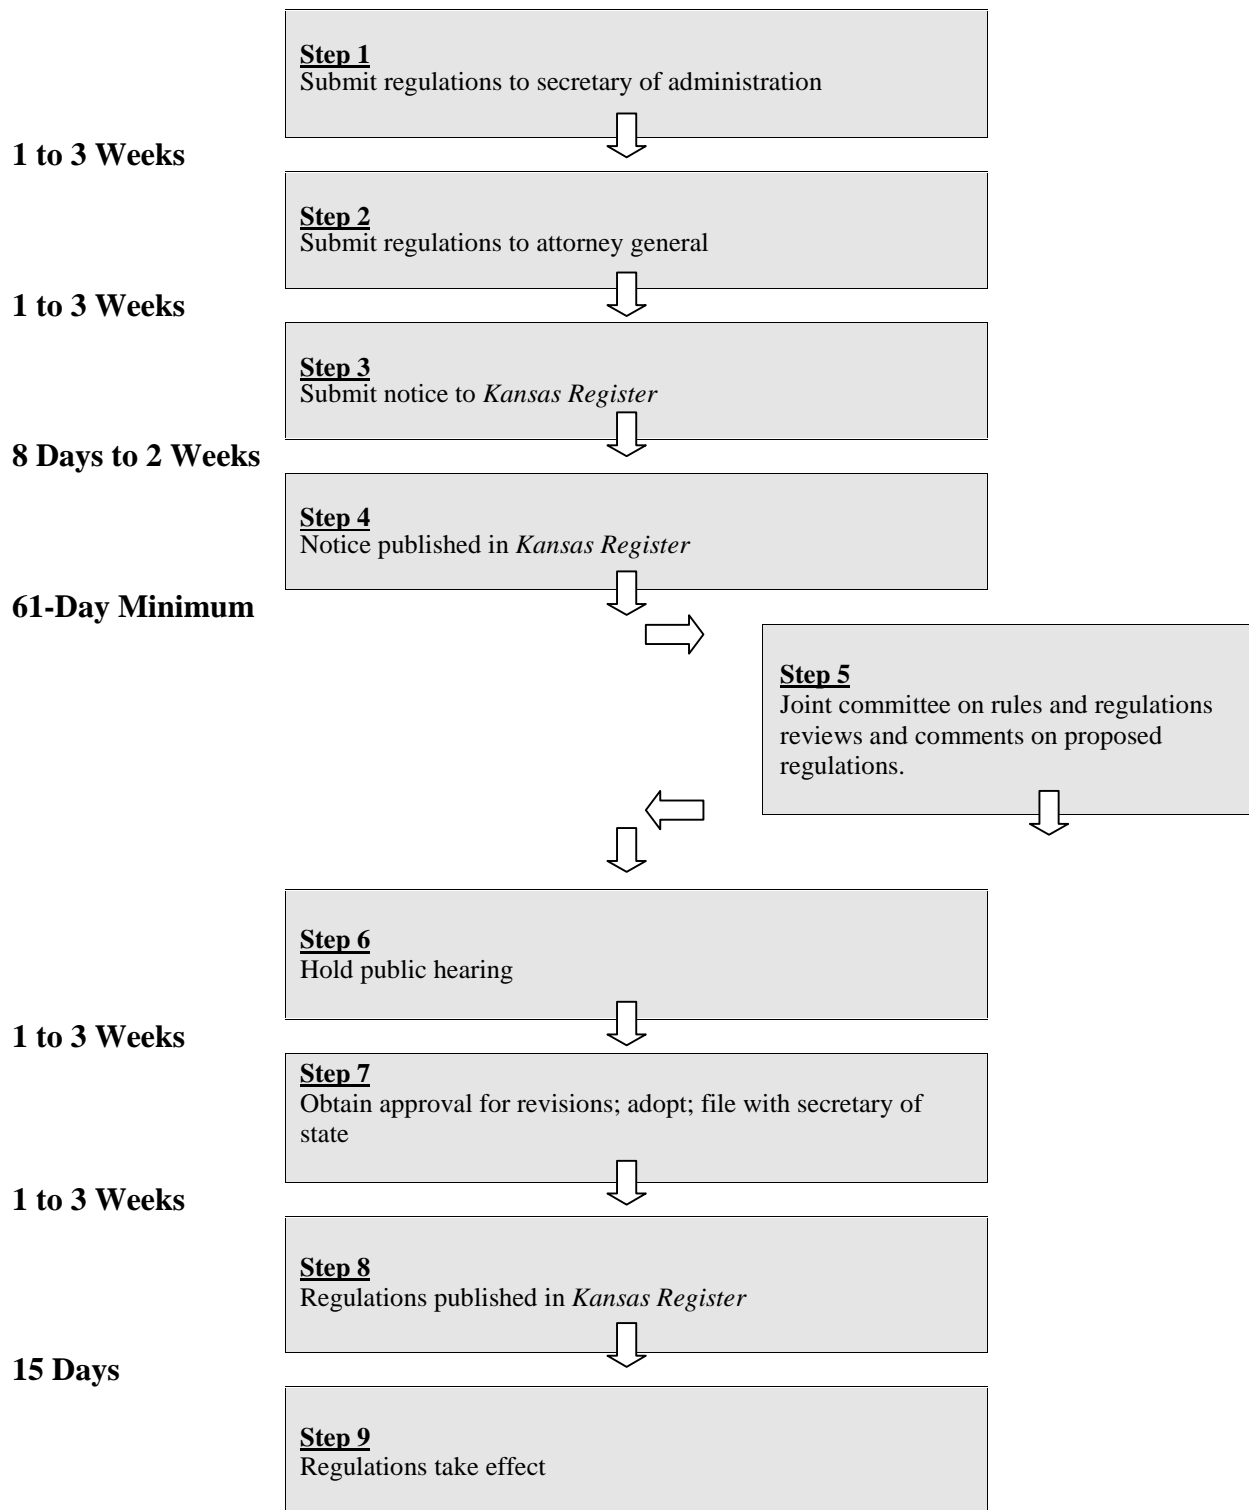 Step 1
Submit regulations to secretary of administration
1 to 3 Weeks
Step 2
Submit regulations to attorney general
1 to 3 Weeks
Step 3
Submit notice to Kansas Register
8 Days to 2 Weeks
Step 4
Notice published in Kansas Register
61-Day Minimum
Step 5
Joint committee on rules and regulations
reviews and comments on proposed
regulations.
Step 6
Hold public hearing
1 to 3 Weeks
Step 7
Obtain approval for revisions; adopt; file with secretary of
state
1 to 3 Weeks
Step 8
Regulations published in Kansas Register
15 Days
Step 9
Regulations take effect